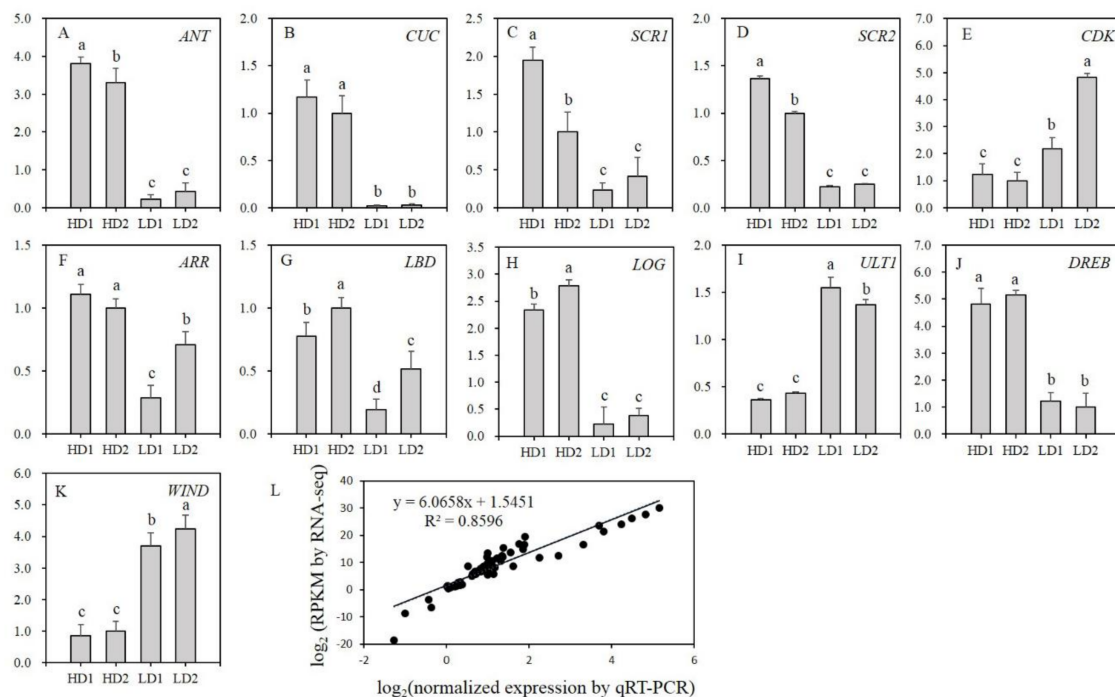 A ANT
4.0
3.0
2.0
1.0
0.0
a b c c
HD1 HD2 LD1 LD2
B CUC
2.0
1.5
1.0
0.5
0
a a b b
HD1 HD2 LD1 LD2
C SCR1
2.5
2.0
1.5
1.0
0.5
0.0
a b c c
HD1 HD2 LD1 LD2
D SCR2
2.0
1.5
1.0
0.5
0
a b c c
HD1 HD2 LD1 LD2
E CDK
7.0
6.0
5.0
4.0
3.0
2.0
1.0
0.0
c c b a
HD1 HD2 LD1 LD2
F ARR
1.5
1.0
0.5
0
a a c b
HD1 HD2 LD1 LD2
G LBD
1.5
1.0
0.5
0
b a d c
HD1 HD2 LD1 LD2
H LOG
3.5
3.0
2.5
2.0
1.5
1.0
0.5
0.0
b a c c
HD1 HD2 LD1 LD2
I ULT1
2.0
1.5
1.0
0.5
0
c c a b
HD1 HD2 LD1 LD2
J DREB
7.0
6.0
5.0
4.0
3.0
2.0
1.0
0.0
a a b b
HD1 HD2 LD1 LD2
K WIND
6.0
5.0
4.0
3.0
2.0
1.0
0.0
c c b a
HD1 HD2 LD1 LD2
L
y = 6.0658x + 1.5451
R² = 0.8596
log₂ (RPKM by RNA-seq)
40
30
20
10
0
-10
-20
-2 0 2 4 6
log₂(normalized expression by qRT-PCR)